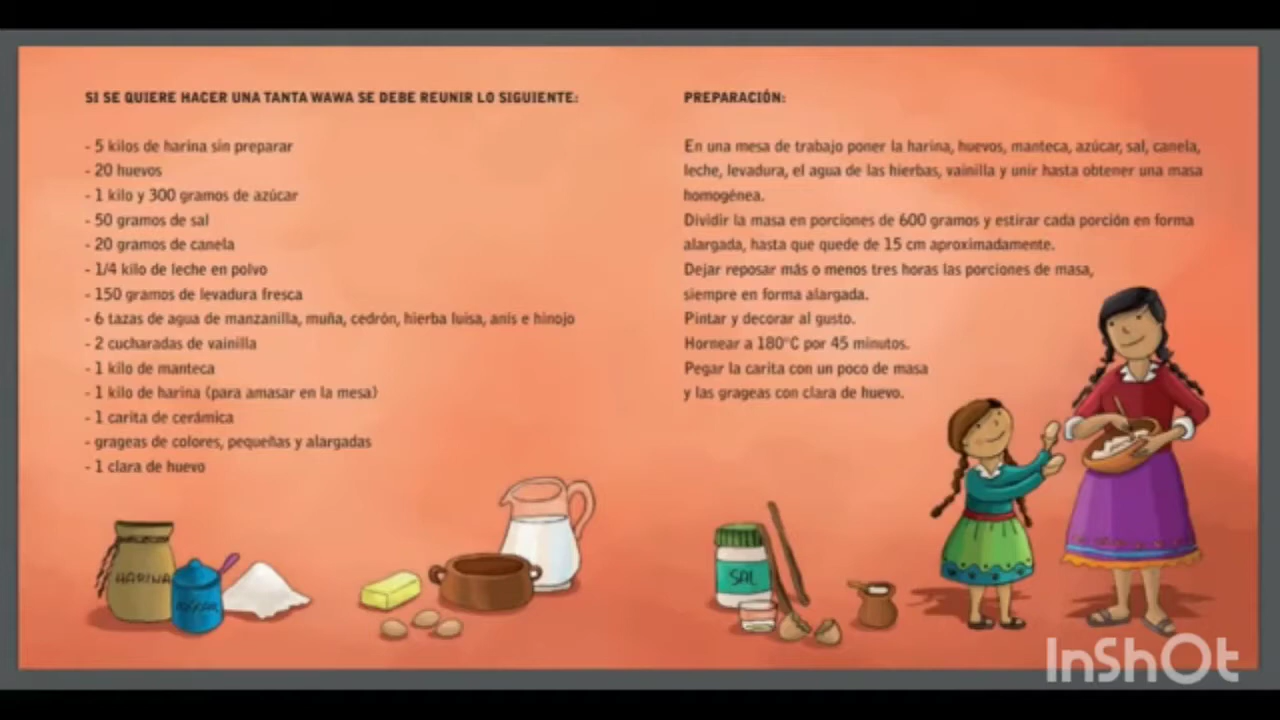 SI SE QUIERE HACER UNA TANTA WAWA SE DEBE REUNIR LO SIGUIENTE:
- 5 kilos de harina sin preparar
- 20 huevos
- 1 kilo y 300 gramos de azúcar
- 50 gramos de sal
- 20 gramos de canela
- 1/4 kilo de leche en polvo
- 150 gramos de levadura fresca
- 6 tazas de agua de manzanilla, muña, cedrón, hierba luisa, anís e hinojo
- 2 cucharadas de vainilla
- 1 kilo de manteca
- 1 kilo de harina (para amasar en la mesa)
- 1 carita de cerámica
- grageas de colores, pequeñas y alargadas
- 1 clara de huevo
HARINA
AZÚCAR
PREPARACIÓN:
En una mesa de trabajo poner la harina, huevos, manteca, azúcar, sal, canela,
leche, levadura, el agua de las hierbas, vainilla y unir hasta obtener una masa
homogénea.
Dividir la masa en porciones de 600 gramos y estirar cada porción en forma
alargada, hasta que quede de 15 cm aproximadamente.
Dejar reposar más o menos tres horas las porciones de masa,
siempre en forma alargada.
Pintar y decorar al gusto.
Hornear a 180°C por 45 minutos.
Pegar la carita con un poco de masa
y las grageas con clara de huevo.
SAL
InShOt